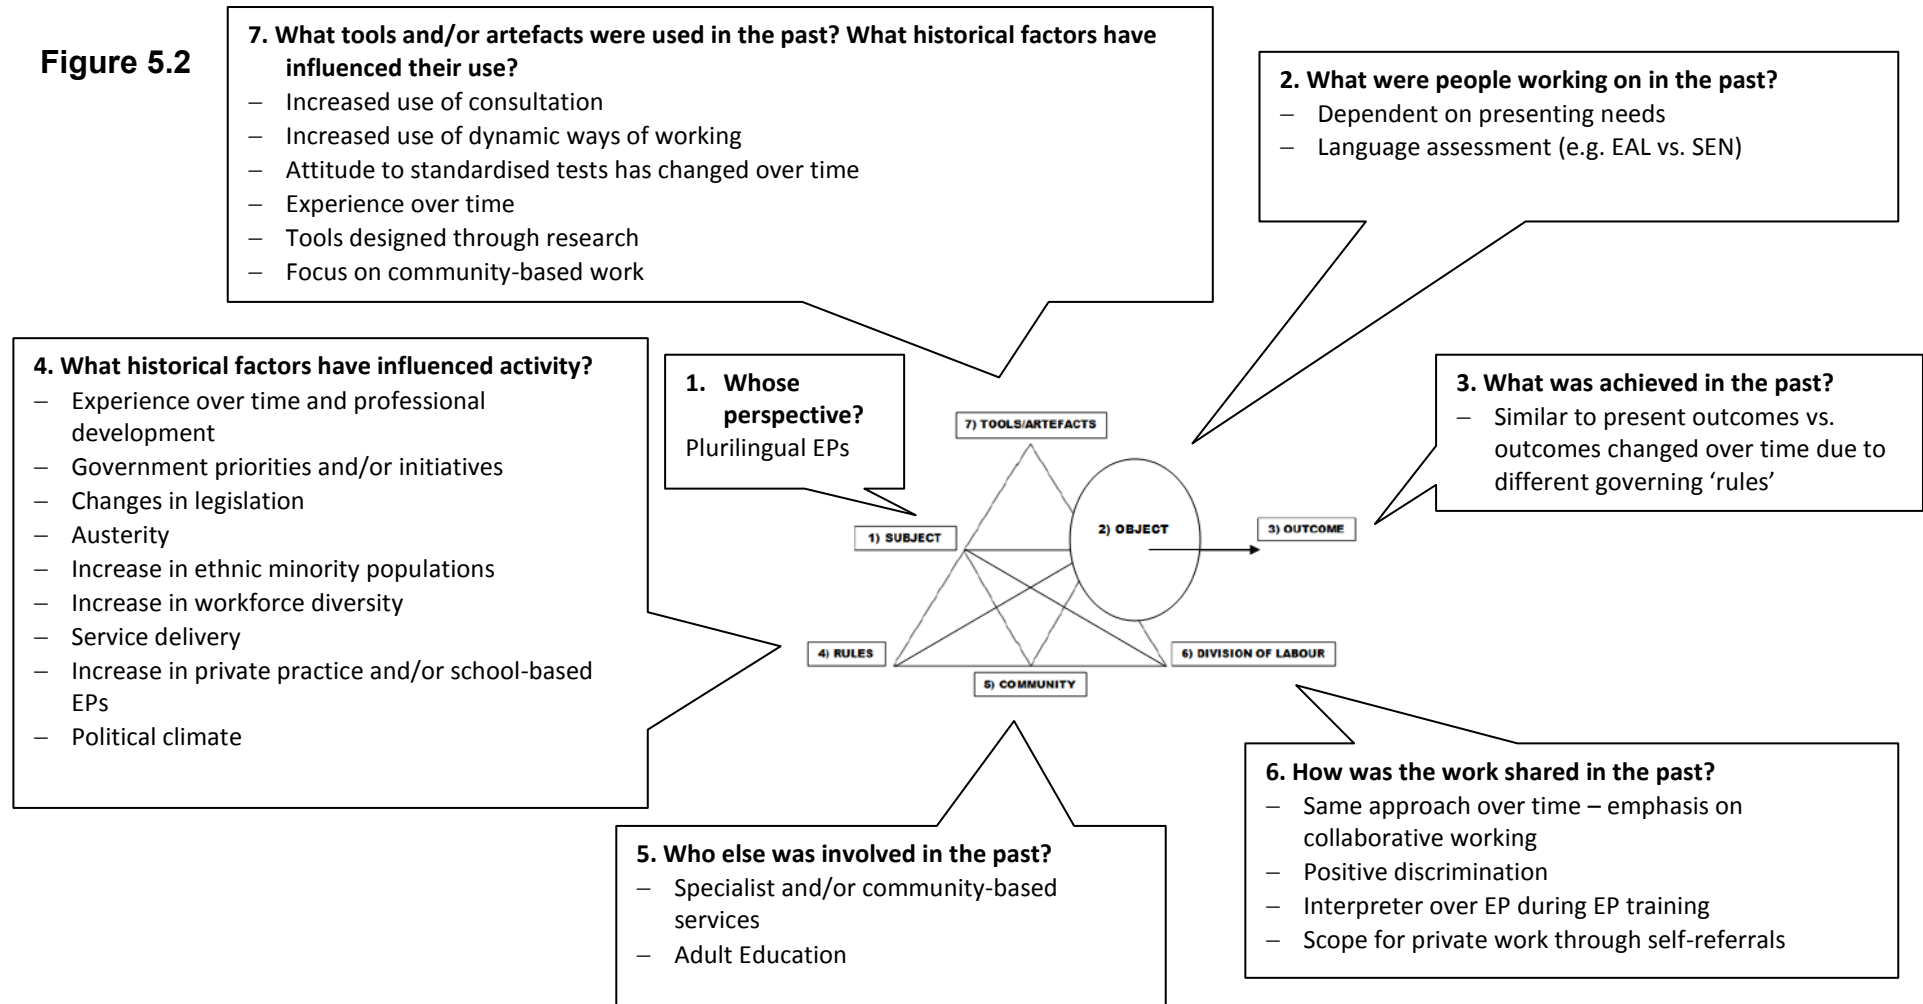 Figure 5.2
7. What tools and/or artefacts were used in the past? What historical factors have
influenced their use?
– Increased use of consultation
– Increased use of dynamic ways of working
– Attitude to standardised tests has changed over time
– Experience over time
– Tools designed through research
– Focus on community-based work
2. What were people working on in the past?
– Dependent on presenting needs
– Language assessment (e.g. EAL vs. SEN)
4. What historical factors have influenced activity?
– Experience over time and professional
development
– Government priorities and/or initiatives
– Changes in legislation
– Austerity
– Increase in ethnic minority populations
– Increase in workforce diversity
– Service delivery
– Increase in private practice and/or school-based
EPs
– Political climate
1. Whose
perspective?
Plurilingual EPs
3. What was achieved in the past?
– Similar to present outcomes vs.
outcomes changed over time due to
different governing ‘rules’
7) TOOLS/ARTEFACTS
1) SUBJECT
2) OBJECT
3) OUTCOME
4) RULES
5) COMMUNITY
6) DIVISION OF LABOUR
5. Who else was involved in the past?
– Specialist and/or community-based
services
– Adult Education
6. How was the work shared in the past?
– Same approach over time – emphasis on
collaborative working
– Positive discrimination
– Interpreter over EP during EP training
– Scope for private work through self-referrals